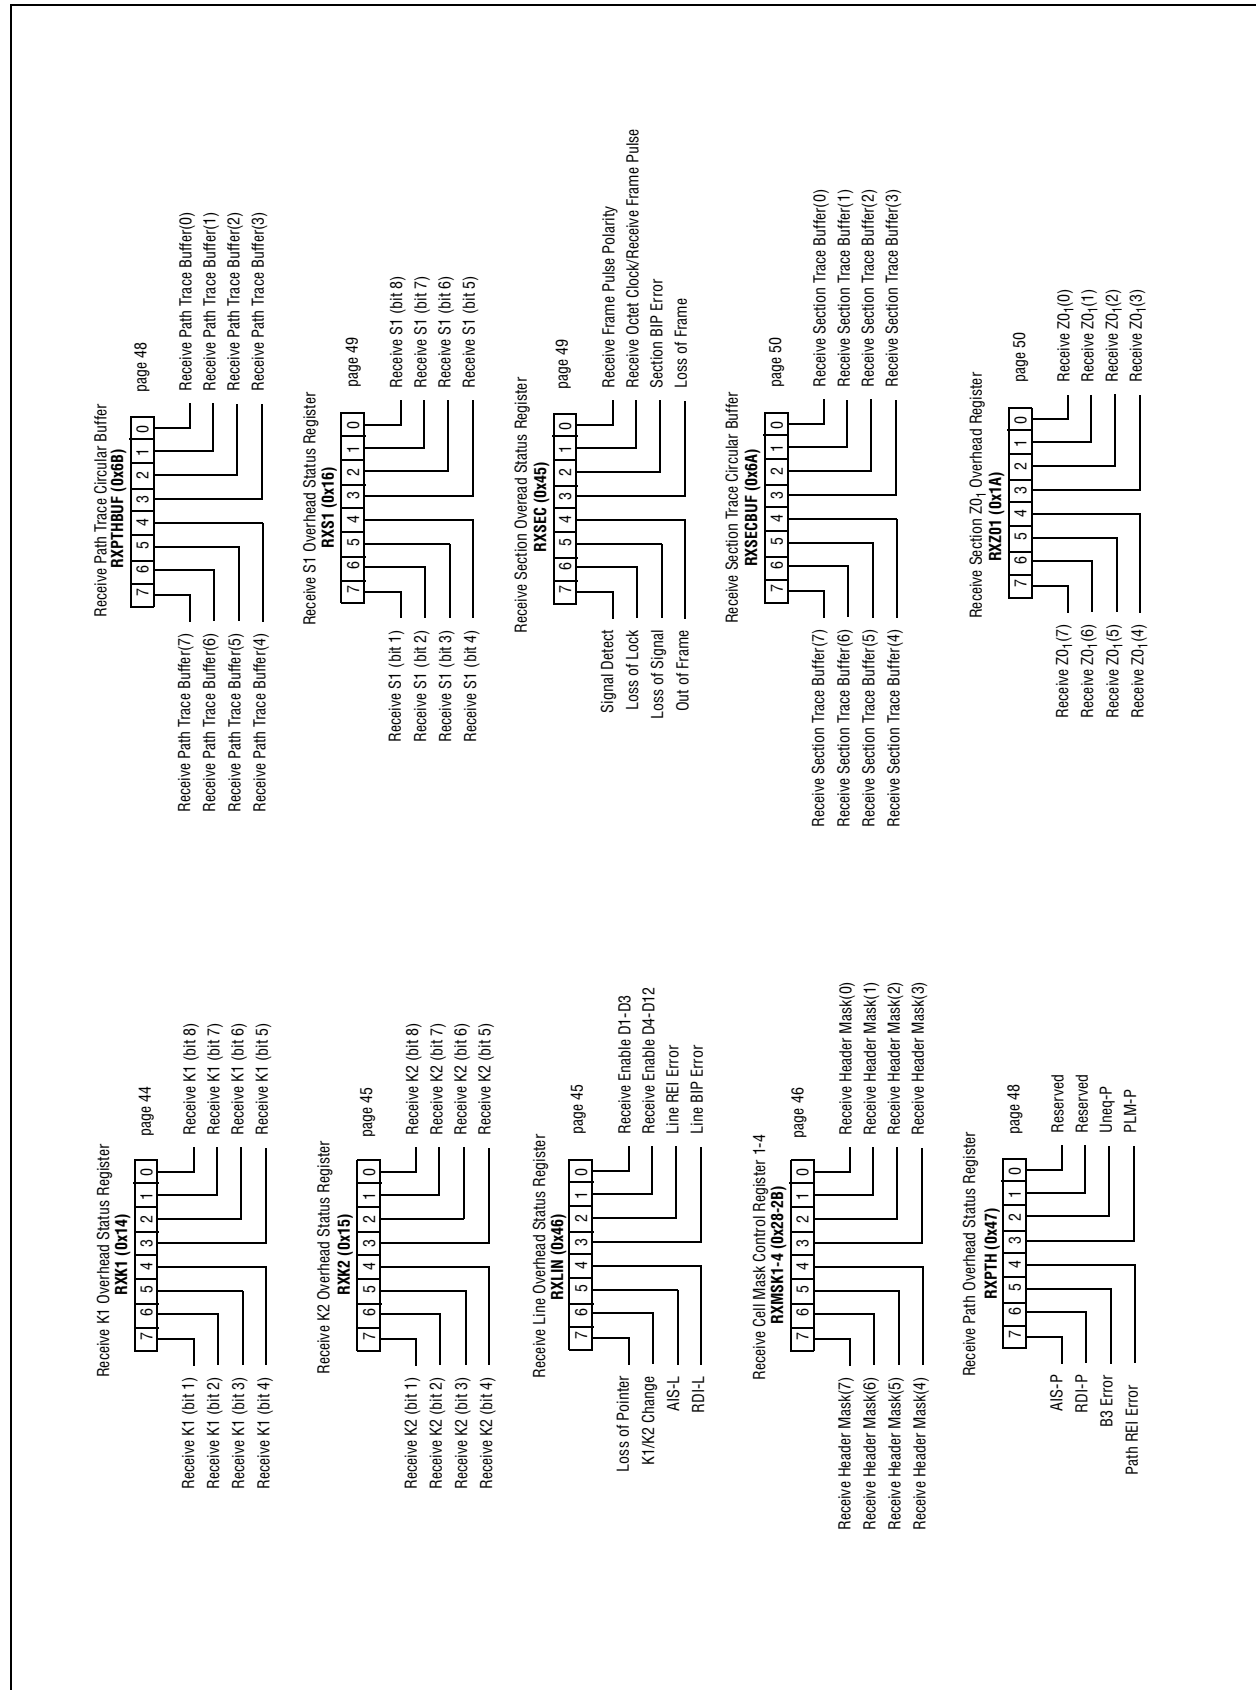 Receive K1 Overhead Status Register
RXK1 (0x14)
7 6 5 4 3 2 1 0
page 44
Receive K1 (bit 1)
Receive K1 (bit 2)
Receive K1 (bit 3)
Receive K1 (bit 4)
Receive K1 (bit 8)
Receive K1 (bit 7)
Receive K1 (bit 6)
Receive K1 (bit 5)
Receive K2 Overhead Status Register
RXK2 (0x15)
7 6 5 4 3 2 1 0
page 45
Receive K2 (bit 1)
Receive K2 (bit 2)
Receive K2 (bit 3)
Receive K2 (bit 4)
Receive K2 (bit 8)
Receive K2 (bit 7)
Receive K2 (bit 6)
Receive K2 (bit 5)
Receive Line Overhead Status Register
RXLIN (0x46)
7 6 5 4 3 2 1 0
page 45
Loss of Pointer
K1/K2 Change
AIS-L
RDI-L
Receive Enable D1-D3
Receive Enable D4-D12
Line REI Error
Line BIP Error
Receive Cell Mask Control Register 1-4
RXMSK1-4 (0x28-2B)
7 6 5 4 3 2 1 0
page 46
Receive Header Mask(7)
Receive Header Mask(6)
Receive Header Mask(5)
Receive Header Mask(4)
Receive Header Mask(0)
Receive Header Mask(1)
Receive Header Mask(2)
Receive Header Mask(3)
Receive Path Overhead Status Register
RXPTH (0x47)
7 6 5 4 3 2 1 0
page 48
AIS-P
RDI-P
B3 Error
Path REI Error
Reserved
Reserved
Uneq-P
PLM-P
Receive Path Trace Circular Buffer
RXPTHBUF (0x6B)
7 6 5 4 3 2 1 0
page 48
Receive Path Trace Buffer(7)
Receive Path Trace Buffer(6)
Receive Path Trace Buffer(5)
Receive Path Trace Buffer(4)
Receive Path Trace Buffer(0)
Receive Path Trace Buffer(1)
Receive Path Trace Buffer(2)
Receive Path Trace Buffer(3)
Receive S1 Overhead Status Register
RXS1 (0x16)
7 6 5 4 3 2 1 0
page 49
Receive S1 (bit 1)
Receive S1 (bit 2)
Receive S1 (bit 3)
Receive S1 (bit 4)
Receive S1 (bit 8)
Receive S1 (bit 7)
Receive S1 (bit 6)
Receive S1 (bit 5)
Receive Section Overead Status Register
RXSEC (0x45)
7 6 5 4 3 2 1 0
page 49
Signal Detect
Loss of Lock
Loss of Signal
Out of Frame
Receive Frame Pulse Polarity
Receive Octet Clock/Receive Frame Pulse
Section BIP Error
Loss of Frame
Receive Section Trace Circular Buffer
RXSECBUF (0x6A)
7 6 5 4 3 2 1 0
page 50
Receive Section Trace Buffer(7)
Receive Section Trace Buffer(6)
Receive Section Trace Buffer(5)
Receive Section Trace Buffer(4)
Receive Section Trace Buffer(0)
Receive Section Trace Buffer(1)
Receive Section Trace Buffer(2)
Receive Section Trace Buffer(3)
Receive Section Z0₁ Overhead Register
RXZ01 (0x1A)
7 6 5 4 3 2 1 0
page 50
Receive Z0₁(7)
Receive Z0₁(6)
Receive Z0₁(5)
Receive Z0₁(4)
Receive Z0₁(0)
Receive Z0₁(1)
Receive Z0₁(2)
Receive Z0₁(3)